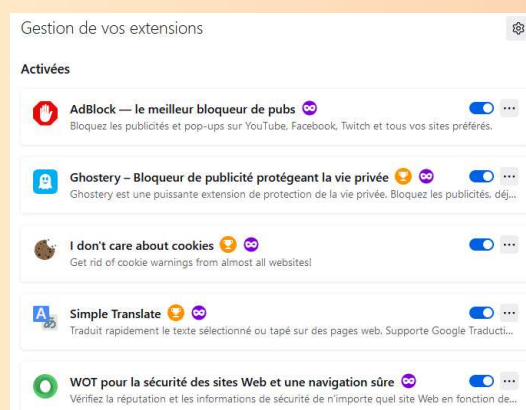 Gestion de vos extensions
Activées
AdBlock — le meilleur bloqueur de pubs
Bloquez les publicités et pop-ups sur YouTube, Facebook, Twitch et tous vos sites préférés.
Ghostery – Bloqueur de publicité protégeant la vie privée
Ghostery est une puissante extension de protection de la vie privée. Bloquez les publicités, déj...
I don't care about cookies
Get rid of cookie warnings from almost all websites!
Simple Translate
Traduit rapidement le texte sélectionné ou tapé sur des pages web. Supporte Google Traducti...
WOT pour la sécurité des sites Web et une navigation sûre
Vérifiez la réputation et les informations de sécurité de n'importe quel site Web en fonction de...